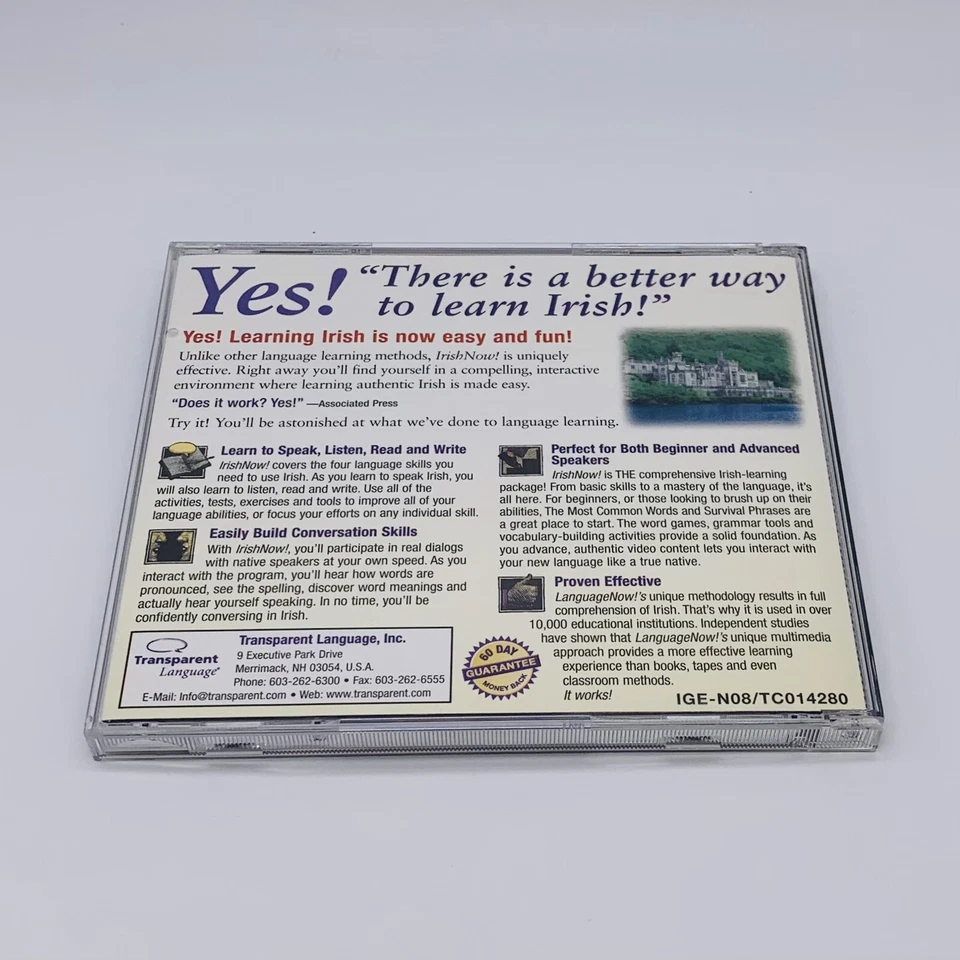 Yes! "There is a better way
to learn Irish!"
Yes! Learning Irish is now easy and fun!
Unlike other language learning methods, IrishNow! is uniquely
effective. Right away you'll find yourself in a compelling, interactive
environment where learning authentic Irish is made easy.
"Does it work? Yes!" —Associated Press
Try it! You'll be astonished at what we've done to language learning.
Learn to Speak, Listen, Read and Write
IrishNow! covers the four language skills you
need to use Irish. As you learn to speak Irish, you
will also learn to listen, read and write. Use all of the
activities, tests, exercises and tools to improve all of your
language abilities, or focus your efforts on any individual skill.
Easily Build Conversation Skills
With IrishNow!, you'll participate in real dialogs
with native speakers at your own speed. As you
interact with the program, you'll hear how words are
pronounced, see the spelling, discover word meanings and
actually hear yourself speaking. In no time, you'll be
confidently conversing in Irish.
Perfect for Both Beginner and Advanced
Speakers
IrishNow! is THE comprehensive Irish-learning
package! From basic skills to a mastery of the language, it's
all here. For beginners, or those looking to brush up on their
abilities, The Most Common Words and Survival Phrases are
a great place to start. The word games, grammar tools and
vocabulary-building activities provide a solid foundation. As
you advance, authentic video content lets you interact with
your new language like a true native.
Proven Effective
LanguageNow!'s unique methodology results in full
comprehension of Irish. That's why it is used in over
10,000 educational institutions. Independent studies
have shown that LanguageNow!'s unique multimedia
approach provides a more effective learning
experience than books, tapes and even
classroom methods.
It works!
Transparent
Language®
Transparent Language, Inc.
9 Executive Park Drive
Merrimack, NH 03054, U.S.A.
Phone: 603-262-6300 • Fax: 603-262-6555
E-Mail: Info@transparent.com • Web: www.transparent.com
60 DAY
GUARANTEE
MONEY BACK
IGE-N08/TC014280